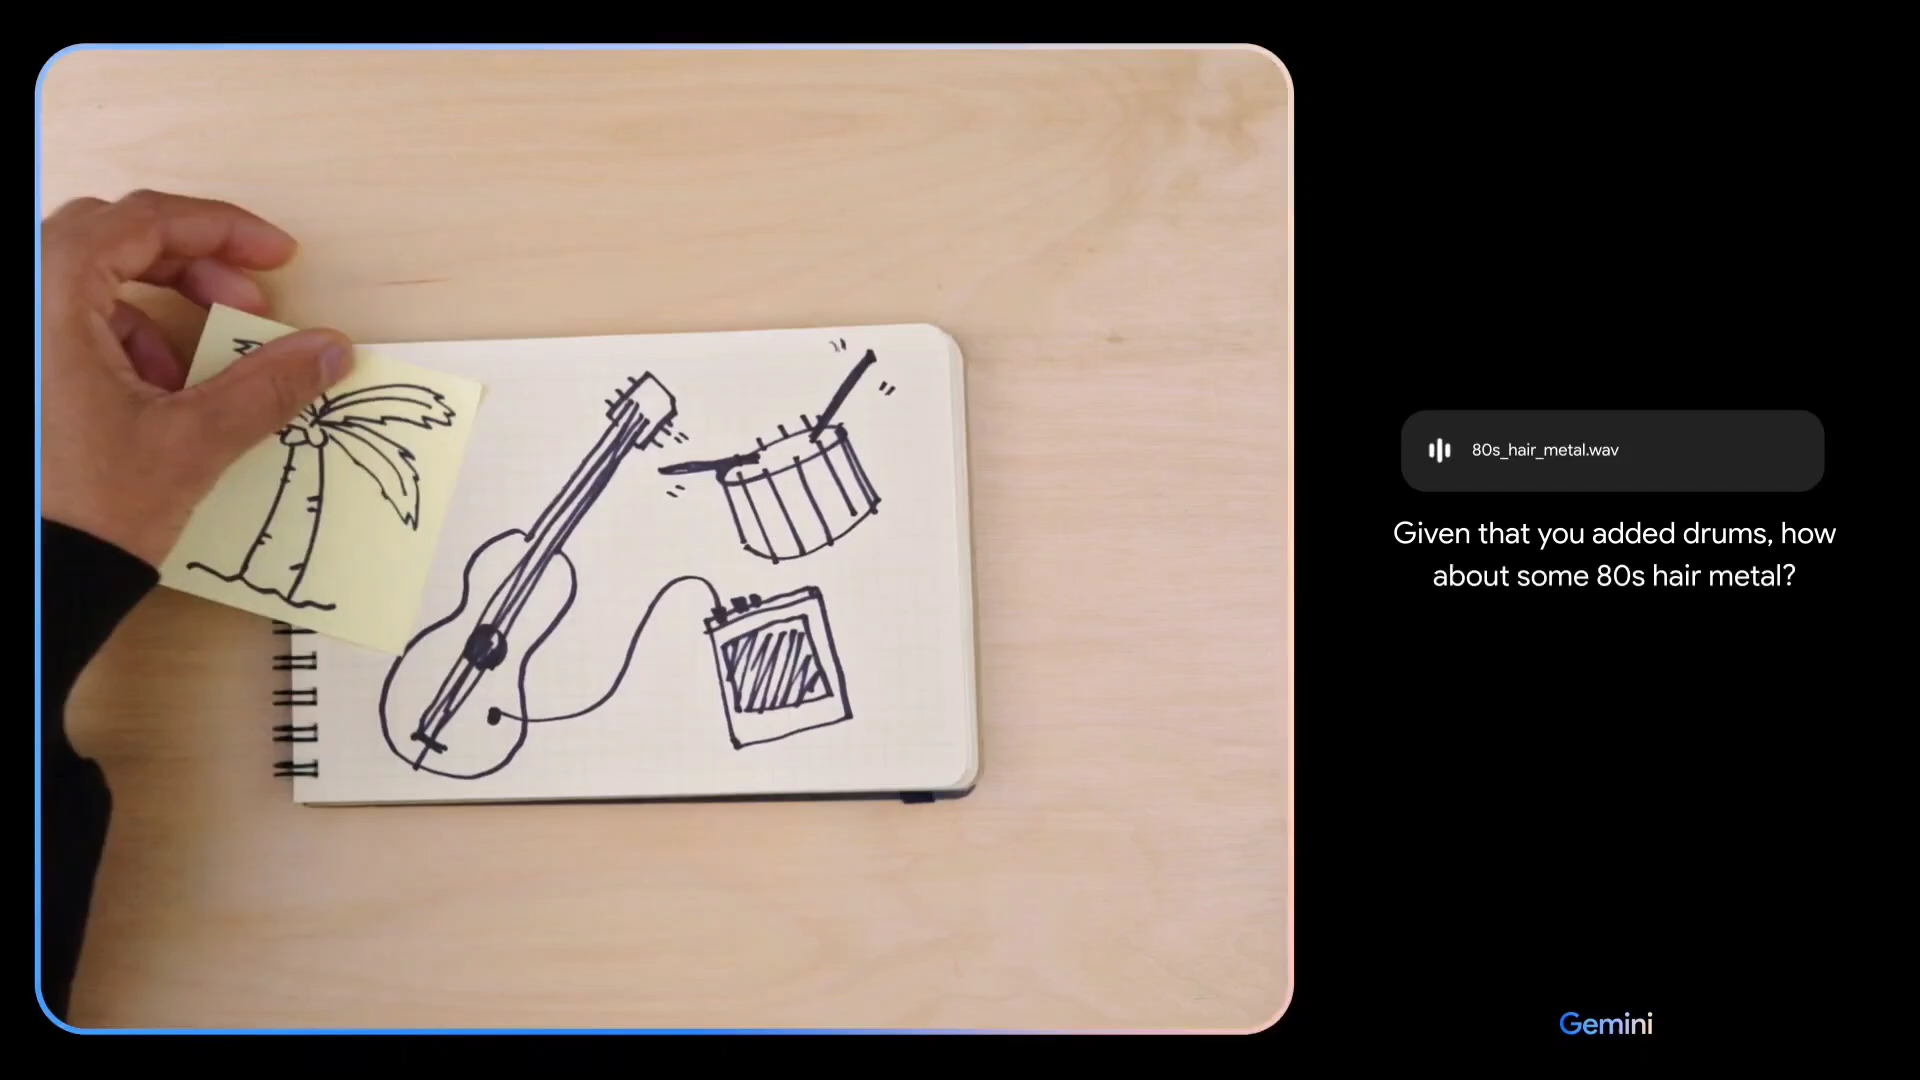 80s_hair_metal.wav
Given that you added drums, how
about some 80s hair metal?
Gemini